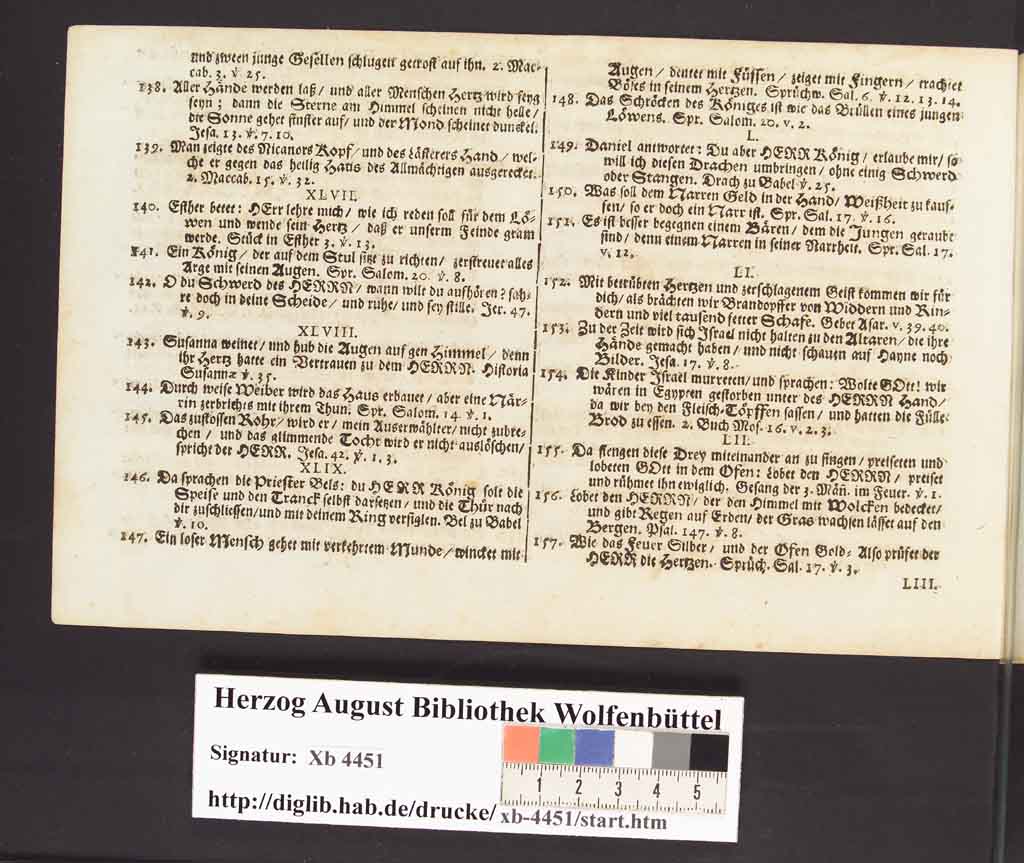 und zween junge Gesellen schlugen getrost auf ihn. 2. Mac-
cab. 3. v. 25.
138. Aller Hände werden laß/ und aller Menschen Hertz wird feyg
seyn; dann die Sterne am Himmel scheinen nicht helle/
die Sonne gehet finster auf/ und der Mond scheinet dunckel.
Jesa. 13. v. 7. 10.
139. Man zeigte des Nicanors Kopf/ und des Lästerers Hand/ wel-
che er gegen das heilig Haus des Allmächtigen ausgerecket.
2. Maccab. 15. v. 32.
XLVII.
140. Esther betet: HErr lehre mich/ wie ich reden soll für dem Lö-
wen und wende sein Hertz/ daß er unserm Feinde gram
werde. Stück in Esther 3. v. 13.
141. Ein König/ der auf dem Stul sitzt zu richten/ zerstreuet alles
Arge mit seinen Augen. Spr. Salom. 20. v. 8.
142. O du Schwerd des HERRN/ wann wilt du aufhören? fah-
re doch in deine Scheide/ und ruhe/ und sey stille. Jer. 47.
v. 9.
XLVIII.
143. Susanna weinet/ und hub die Augen auf gen Himmel/ denn
ihr Hertz hatte ein Vertrauen zu dem HERRN. Historia
Susannæ v. 35.
144. Durch weise Weiber wird das Haus erbauet/ aber eine När-
rin zerbrichts mit ihrem Thun. Spr. Salom. 14 v. 1.
145. Das zustossen Rohr/ wird er/ mein Auserwählter/ nicht zubre-
chen/ und das glimmende Tocht wird er nicht auslöschen/
spricht der HERR. Jesa. 42. v. 1. 3.
XLIX.
146. Da sprachen die Priester Bels: du HERR König solt die
Speise und den Tranck selbst darsetzen/ und die Thür nach
dir zuschliessen/ und mit deinem Ring versiglen. Bel zu Babel
v. 10.
147. Ein loser Mensch gehet mit verkehrtem Munde/ wincket mit
Augen/ deutet mit Füssen/ zeiget mit Fingern/ trachtet
Böses in seinem Hertzen. Sprüchw. Sal. 6. v. 12. 13. 14.
148. Das Schröcken des Königes ist wie das Brüllen eines jungen
Löwens. Spr. Salom. 20. v. 2.
L.
149. Daniel antwortet: Du aber HERR König/ erlaube mir/ so
will ich diesen Drachen umbringen/ ohne einig Schwerd
oder Stangen. Drach zu Babel v. 25.
150. Was soll dem Narren Geld in der Hand/ Weißheit zu kauf-
fen/ so er doch ein Narr ist. Spr. Sal. 17. v. 16.
151. Es ist besser begegnen einem Bären/ dem die Jungen geraubt
sind/ denn einem Narren in seiner Narrheit. Spr. Sal. 17.
v. 12.
LI.
152. Mit betrübten Hertzen und zerschlagenem Geist kommen wir für
dich/ als brächten wir Brandopffer von Widdern und Rin-
dern und viel tausend fetter Schafe. Gebet Asar. v. 39. 40.
153. Zu der Zeit wird sich Israel nicht halten zu den Altaren/ die ihre
Hände gemacht haben/ und nicht schauen auf Hayne noch
Bilder. Jesa. 17. v. 8.
154. Die Kinder Israel murreten/ und sprachen: Wolte GOtt! wir
wären in Egypten gestorben unter des HERRN Hand/
da wir bey den Fleisch-Töpffen sassen/ und hatten die Fülle
Brod zu essen. 2. Buch Mos. 16. v. 2. 3.
LII.
155. Da fiengen diese Drey miteinander an zu singen/ preiseten und
lobeten GOtt in dem Ofen: Lobet den HERRN/ preiset
und rühmet ihn ewiglich. Gesang der 3. Män. im Feuer. v. 1.
156. Lobet den HERRN/ der den Himmel mit Wolcken bedecket/
und gibt Regen auf Erden/ der Gras wachsen lässet auf den
Bergen. Psal. 147. v. 8.
157. Wie das Feuer Silber/ und der Ofen Gold: Also prüfet der
HERR die Hertzen. Sprüch. Sal. 17. v. 3.
LIII.
Herzog August Bibliothek Wolfenbüttel
Signatur: Xb 4451
1 2 3 4 5
http://diglib.hab.de/drucke/xb-4451/start.htm